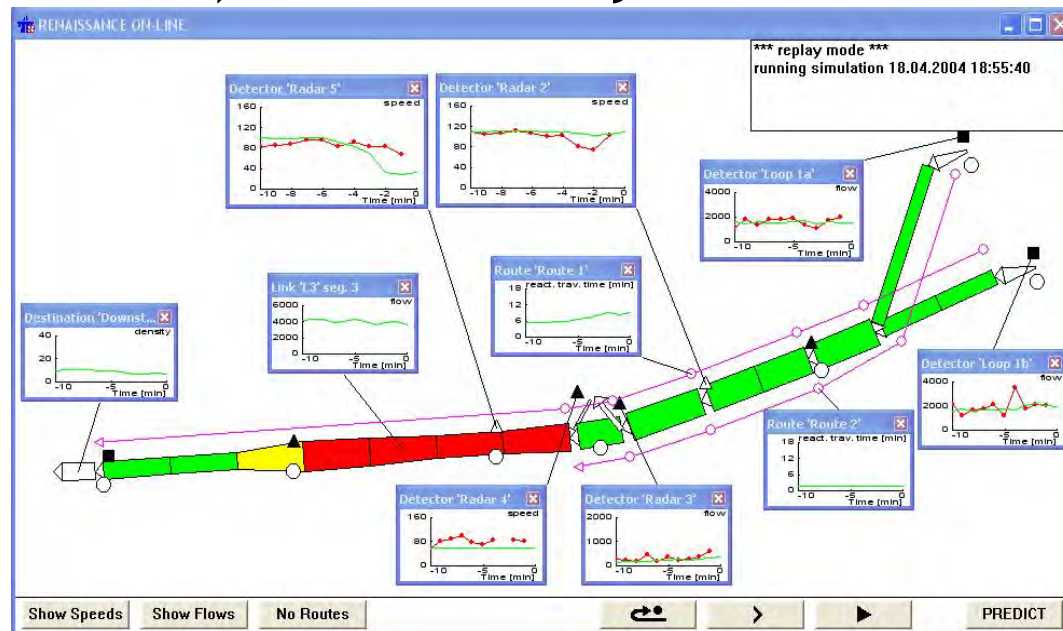 RENAISSANCE ON-LINE
*** replay mode ***
running simulation 18.04.2004 18:55:40
Detector 'Radar 5'
speed
160
120
80
40
0
-10 -8 -6 -4 -2 0
Time [min]
Detector 'Radar 2'
speed
160
120
80
40
0
-10 -8 -6 -4 -2 0
Time [min]
Detector 'Loop 1a'
flow
4000
2000
0
-10 -5 0
Time [min]
Route 'Route 1'
react. trav. time [min]
18
12
6
0
-10 -5 0
Time [min]
Link 'L3' seg. 3
flow
6000
4000
2000
0
-10 -5 0
Time [min]
Destination 'Downst...
density
40
20
0
-10 -5 0
Time [min]
Detector 'Loop 1b'
flow
4000
2000
0
-10 -5 0
Time [min]
Route 'Route 2'
react. trav. time [min]
18
12
6
0
-10 -5 0
Time [min]
Detector 'Radar 4'
speed
160
80
0
-10 -5 0
Time [min]
Detector 'Radar 3'
flow
2000
1000
0
-10 -5 0
Time [min]
Show Speeds Show Flows No Routes PREDICT